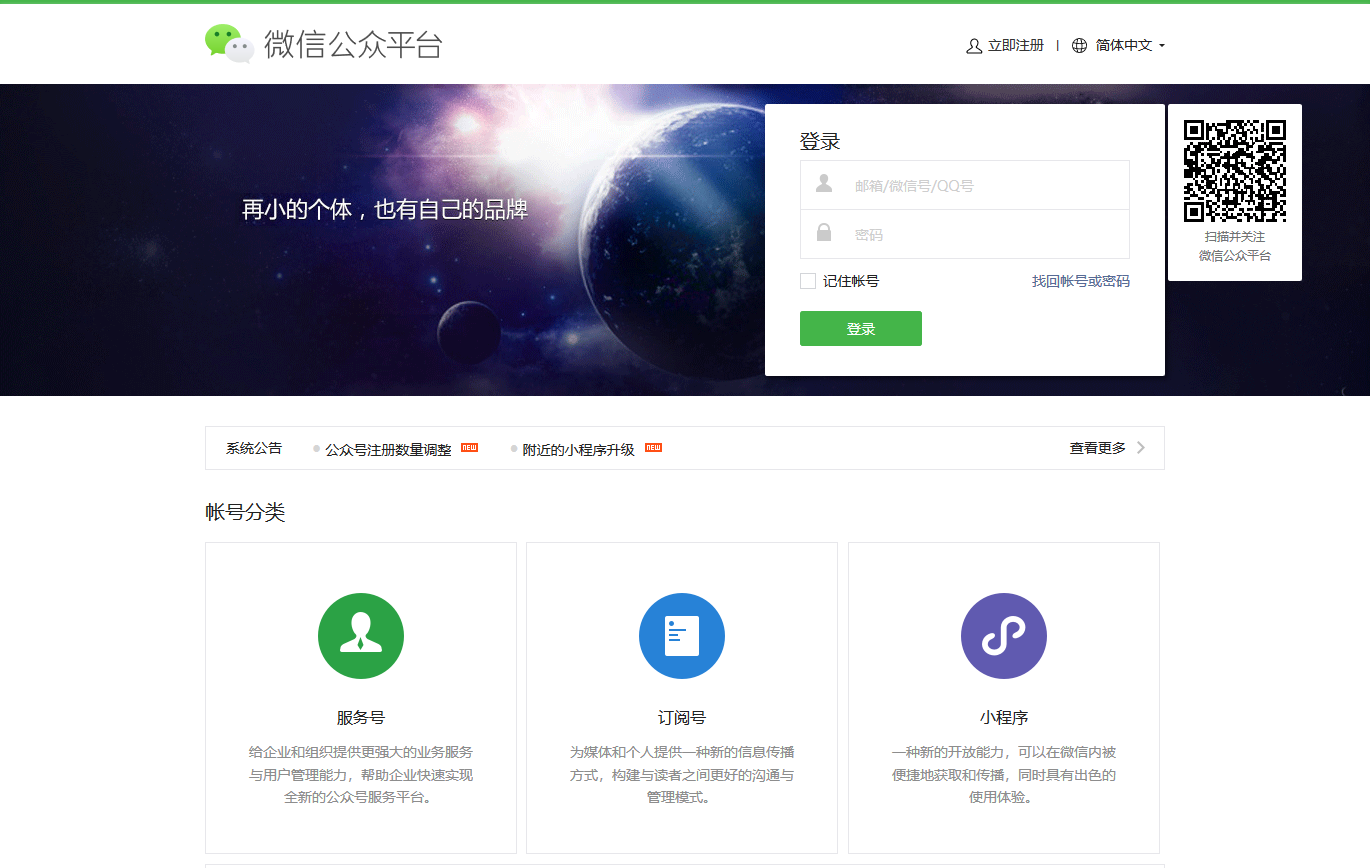 微信公众平台
立即注册 | 简体中文
再小的个体，也有自己的品牌
登录
邮箱/微信号/QQ号
密码
记住帐号 找回帐号或密码
登录
扫描并关注
微信公众平台
系统公告 公众号注册数量调整 NEW 附近的小程序升级 NEW 查看更多
帐号分类
服务号
给企业和组织提供更强大的业务服务
与用户管理能力，帮助企业快速实现
全新的公众号服务平台。
订阅号
为媒体和个人提供一种新的信息传播
方式，构建与读者之间更好的沟通与
管理模式。
小程序
一种新的开放能力，可以在微信内被
便捷地获取和传播，同时具有出色的
使用体验。